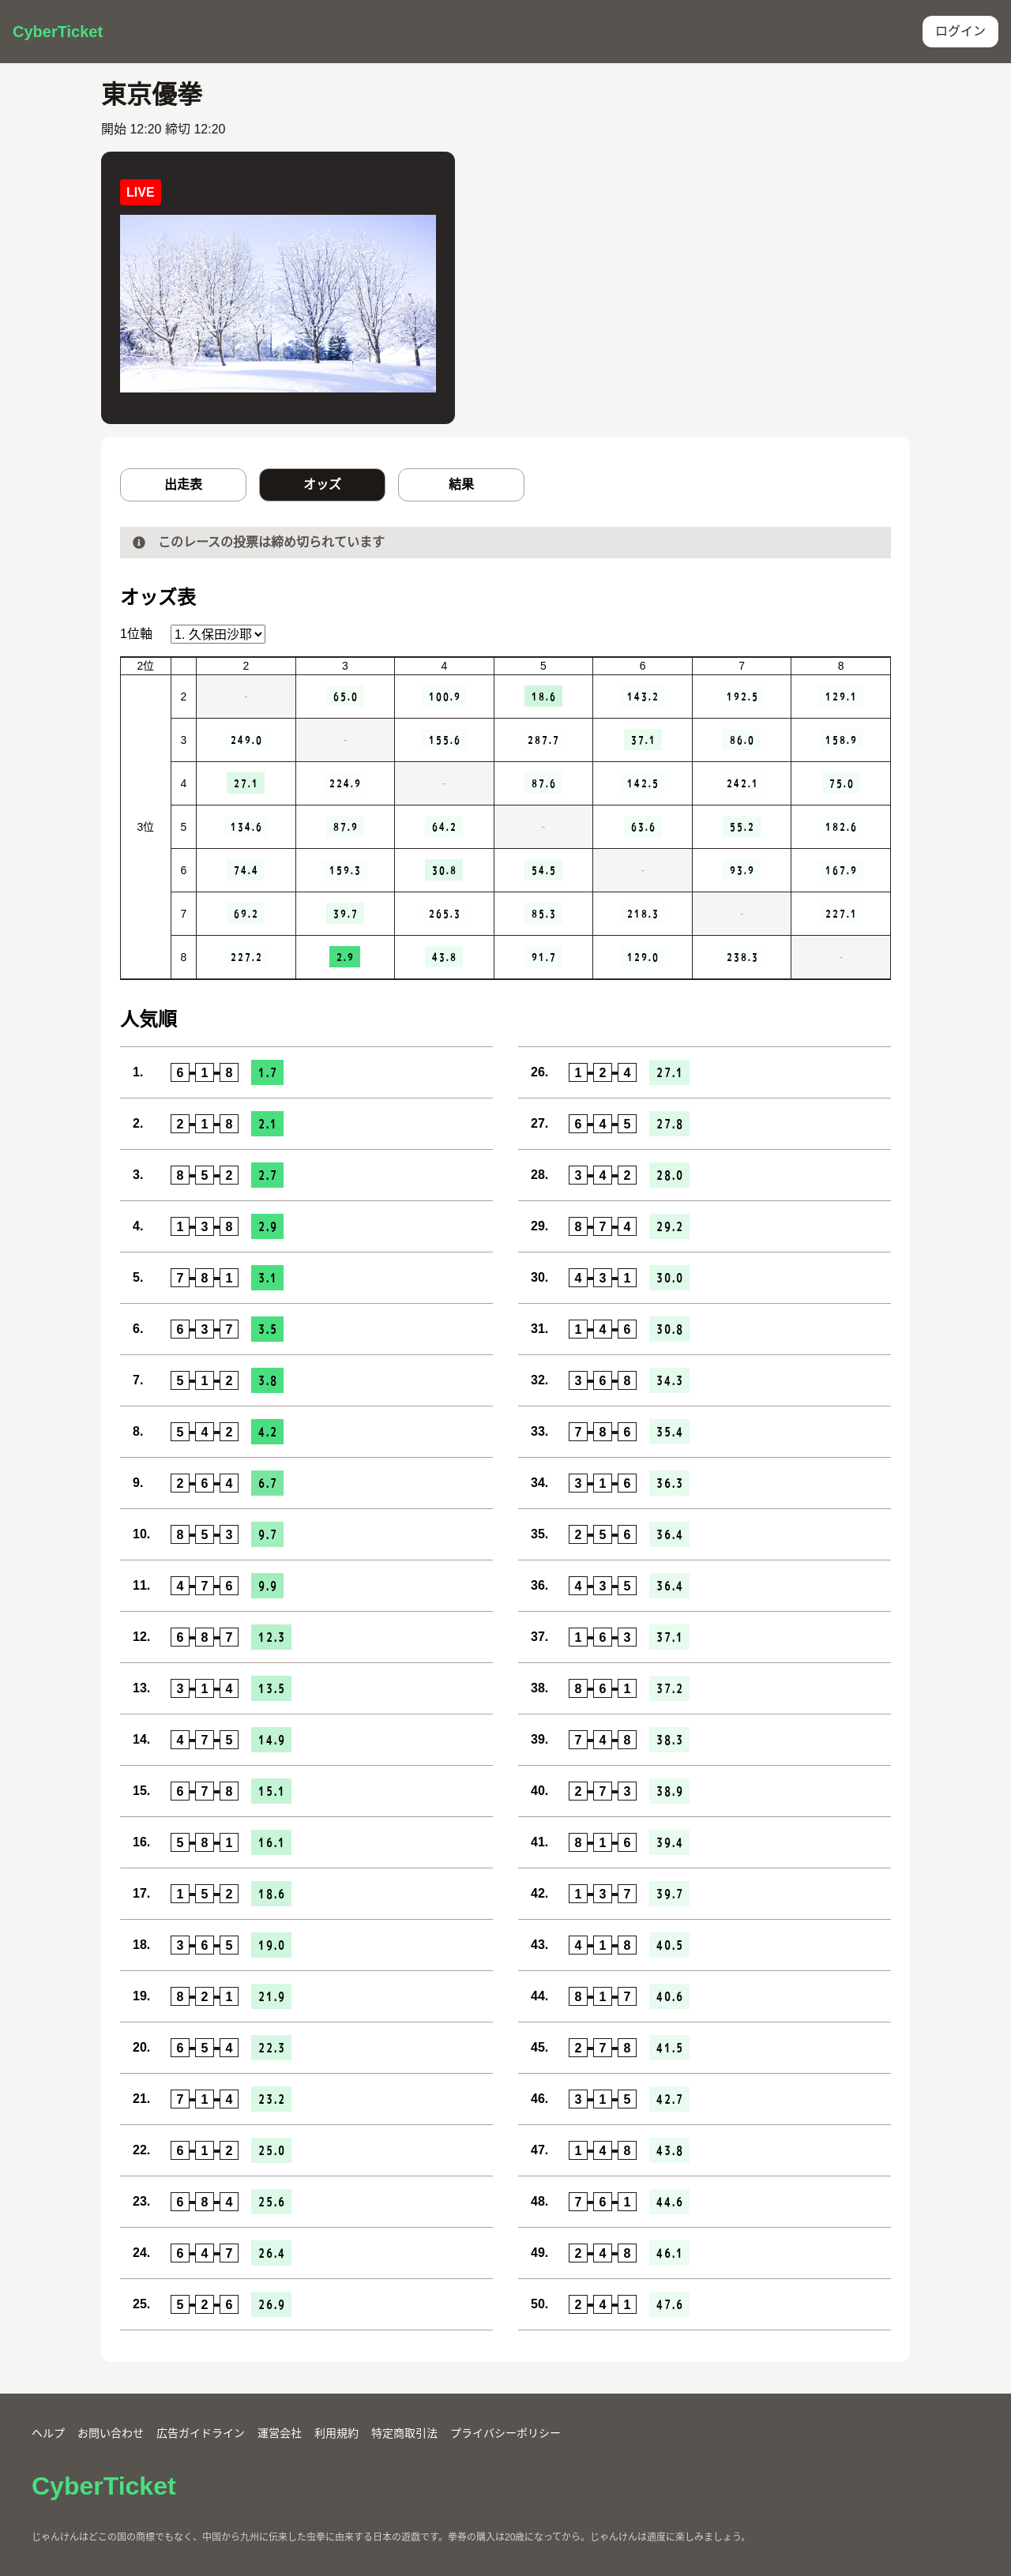 CyberTicket
ログイン
東京優拳
開始 12:20 締切 12:20
LIVE
出走表 オッズ 結果
このレースの投票は締め切られています
オッズ表
1位軸 1. 久保田沙耶
2位 2 3 4 5 6 7 8
2 - 65.0 100.9 18.6 143.2 192.5 129.1
3 249.0 - 155.6 287.7 37.1 86.0 158.9
4 27.1 224.9 - 87.6 142.5 242.1 75.0
3位 5 134.6 87.9 64.2 - 63.6 55.2 182.6
6 74.4 159.3 30.8 54.5 - 93.9 167.9
7 69.2 39.7 265.3 85.3 218.3 - 227.1
8 227.2 2.9 43.8 91.7 129.0 238.3 -
人気順
1. 6-1-8 1.7
2. 2-1-8 2.1
3. 8-5-2 2.7
4. 1-3-8 2.9
5. 7-8-1 3.1
6. 6-3-7 3.5
7. 5-1-2 3.8
8. 5-4-2 4.2
9. 2-6-4 6.7
10. 8-5-3 9.7
11. 4-7-6 9.9
12. 6-8-7 12.3
13. 3-1-4 13.5
14. 4-7-5 14.9
15. 6-7-8 15.1
16. 5-8-1 16.1
17. 1-5-2 18.6
18. 3-6-5 19.0
19. 8-2-1 21.9
20. 6-5-4 22.3
21. 7-1-4 23.2
22. 6-1-2 25.0
23. 6-8-4 25.6
24. 6-4-7 26.4
25. 5-2-6 26.9
26. 1-2-4 27.1
27. 6-4-5 27.8
28. 3-4-2 28.0
29. 8-7-4 29.2
30. 4-3-1 30.0
31. 1-4-6 30.8
32. 3-6-8 34.3
33. 7-8-6 35.4
34. 3-1-6 36.3
35. 2-5-6 36.4
36. 4-3-5 36.4
37. 1-6-3 37.1
38. 8-6-1 37.2
39. 7-4-8 38.3
40. 2-7-3 38.9
41. 8-1-6 39.4
42. 1-3-7 39.7
43. 4-1-8 40.5
44. 8-1-7 40.6
45. 2-7-8 41.5
46. 3-1-5 42.7
47. 1-4-8 43.8
48. 7-6-1 44.6
49. 2-4-8 46.1
50. 2-4-1 47.6
ヘルプ お問い合わせ 広告ガイドライン 運営会社 利用規約 特定商取引法 プライバシーポリシー
CyberTicket
じゃんけんはどこの国の商標でもなく、中国から九州に伝来した虫拳に由来する日本の遊戯です。拳券の購入は20歳になってから。じゃんけんは適度に楽しみましょう。